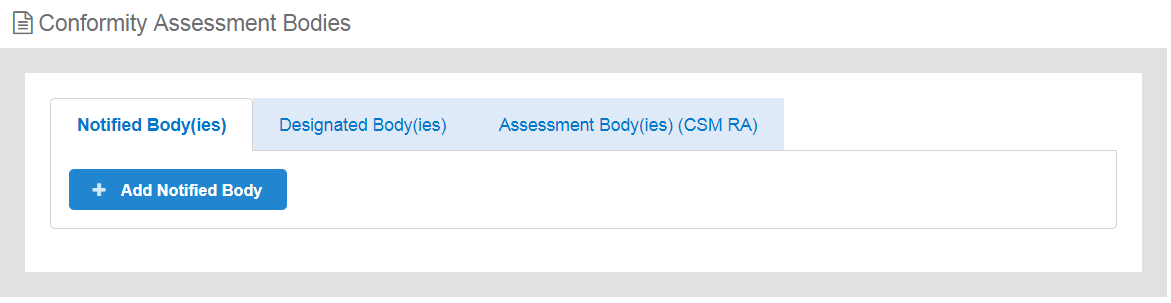 Conformity Assessment Bodies
Notified Body(ies) Designated Body(ies) Assessment Body(ies) (CSM RA)
+ Add Notified Body